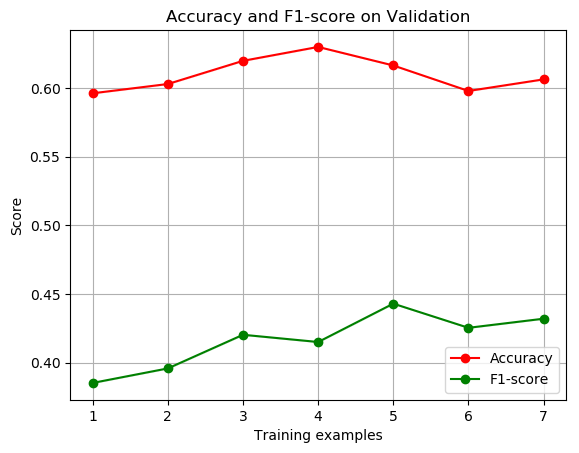 Accuracy and F1-score on Validation
0.60
0.55
0.50
0.45
0.40
Score
1 2 3 4 5 6 7
Training examples
Accuracy
F1-score